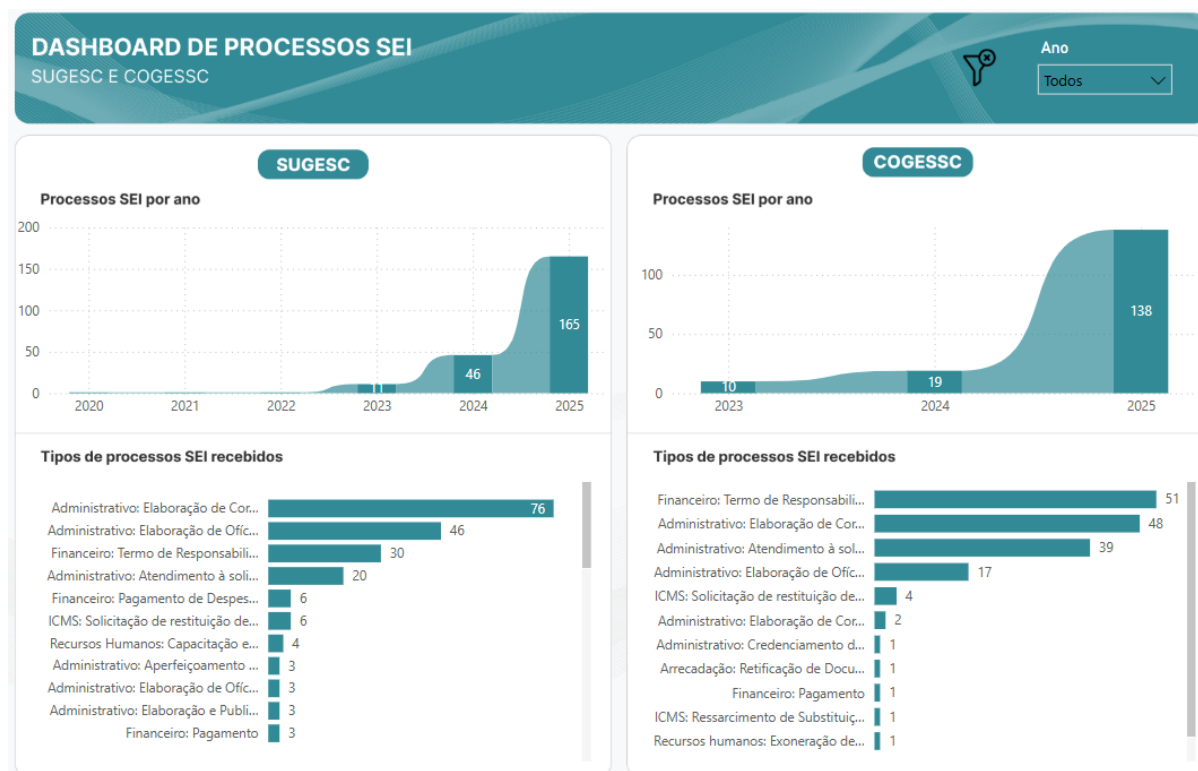 DASHBOARD DE PROCESSOS SEI
SUGESC E COGESSC
Ano
Todos
SUGESC
Processos SEI por ano
200
150
100
50
0
11
46
165
2020 2021 2022 2023 2024 2025
Tipos de processos SEI recebidos
Administrativo: Elaboração de Cor... 76
Administrativo: Elaboração de Ofíc... 46
Financeiro: Termo de Responsabili... 30
Administrativo: Atendimento à soli... 20
Financeiro: Pagamento de Despes... 6
ICMS: Solicitação de restituição de... 6
Recursos Humanos: Capacitação e... 4
Administrativo: Aperfeiçoamento ... 3
Administrativo: Elaboração de Ofíc... 3
Administrativo: Elaboração e Publi... 3
Financeiro: Pagamento 3
COGESSC
Processos SEI por ano
100
50
0
10
19
138
2023 2024 2025
Tipos de processos SEI recebidos
Financeiro: Termo de Responsabili... 51
Administrativo: Elaboração de Cor... 48
Administrativo: Atendimento à sol... 39
Administrativo: Elaboração de Ofíc... 17
ICMS: Solicitação de restituição de... 4
Administrativo: Elaboração de Cor... 2
Administrativo: Credenciamento d... 1
Arrecadação: Retificação de Docu... 1
Financeiro: Pagamento 1
ICMS: Ressarcimento de Substituiç... 1
Recursos humanos: Exoneração de... 1